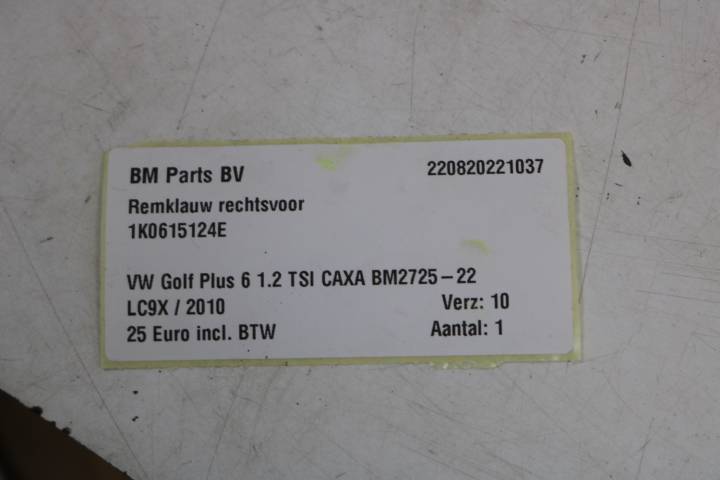 BM Parts BV 220820221037
Remklauw rechtsvoor
1K0615124E
VW Golf Plus 6 1.2 TSI CAXA BM2725-22
LC9X / 2010 Verz: 10
25 Euro incl. BTW Aantal: 1